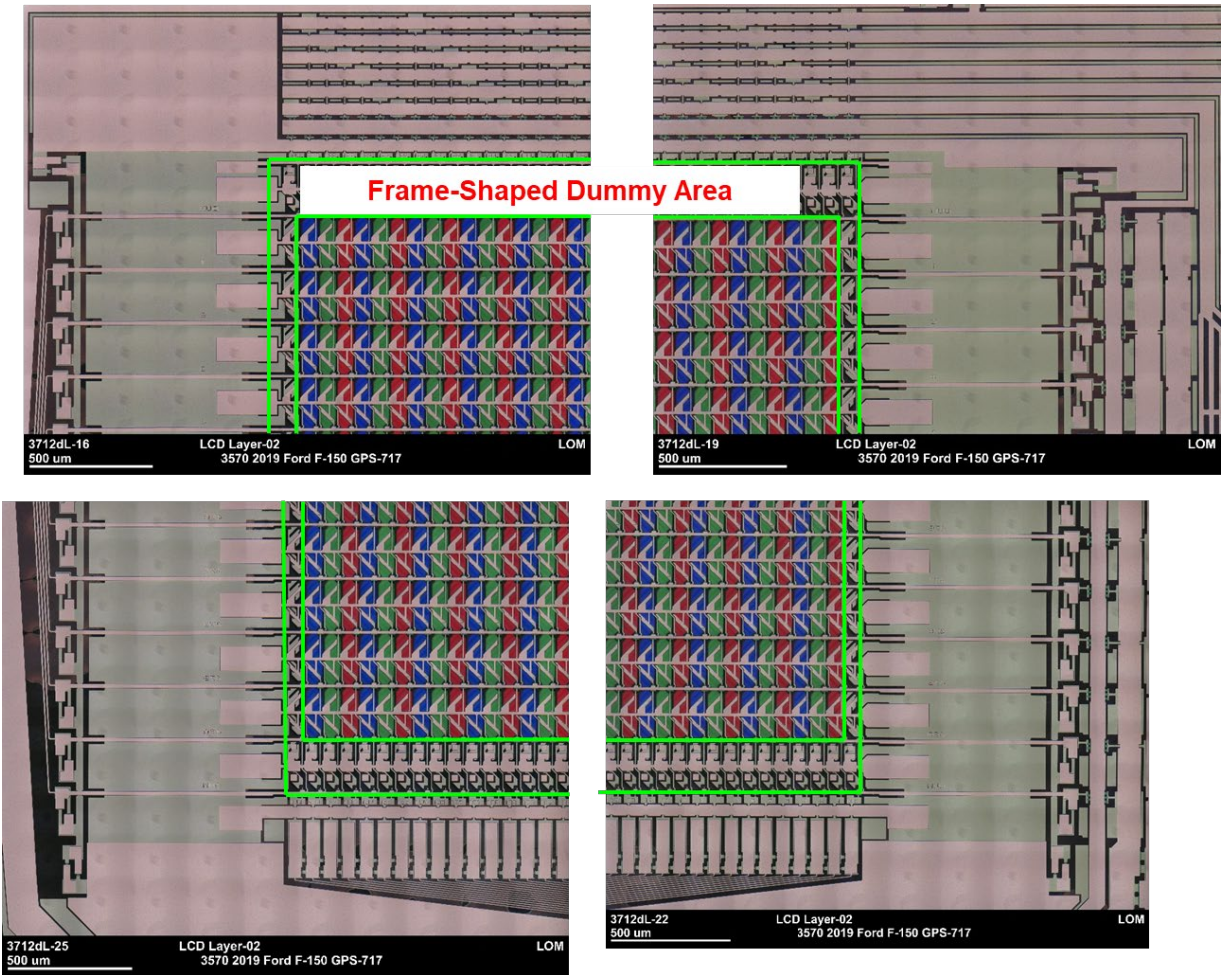 Frame-Shaped Dummy Area
3712dL-16 LCD Layer-02 LOM
500 um 3570 2019 Ford F-150 GPS-717
3712dL-19 LCD Layer-02 LOM
500 um 3570 2019 Ford F-150 GPS-717
3712dL-25 LCD Layer-02 LOM
500 um 3570 2019 Ford F-150 GPS-717
3712dL-22 LCD Layer-02 LOM
500 um 3570 2019 Ford F-150 GPS-717